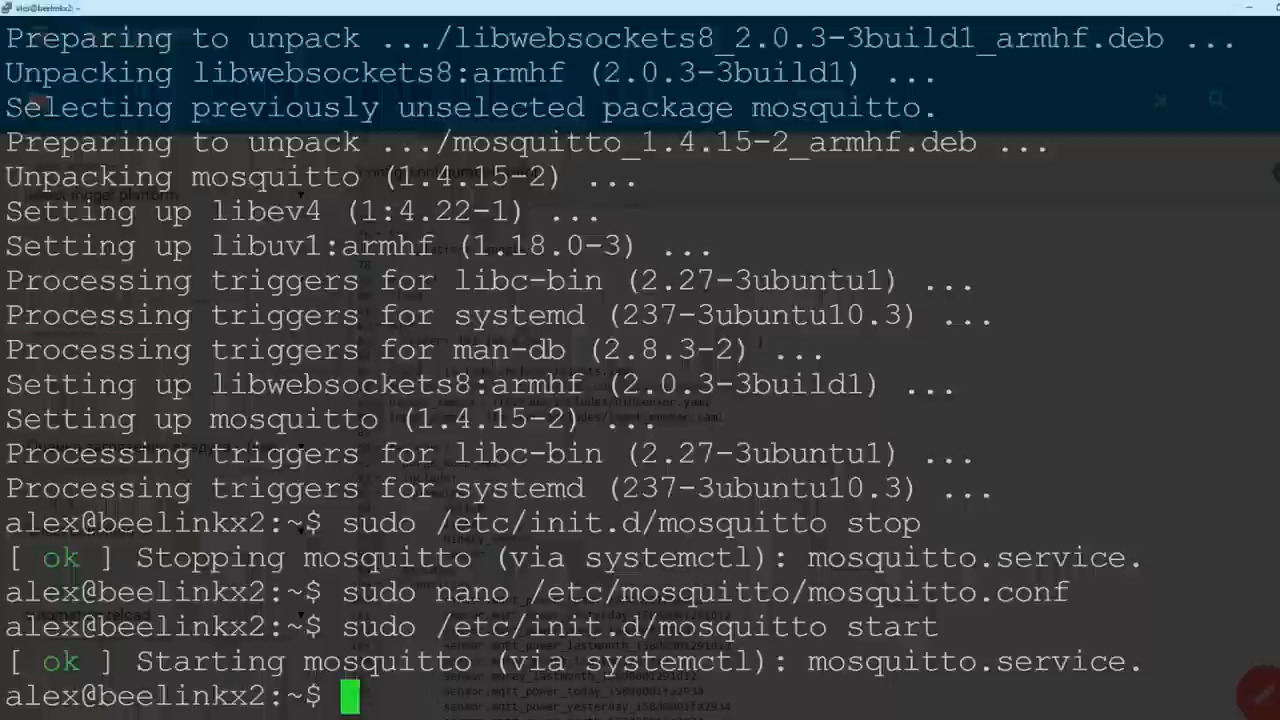 alex@beelinkx2: ~
Preparing to unpack .../libwebsockets8_2.0.3-3build1_armhf.deb ...
Unpacking libwebsockets8:armhf (2.0.3-3build1) ...
Selecting previously unselected package mosquitto.
Preparing to unpack .../mosquitto_1.4.15-2_armhf.deb ...
Unpacking mosquitto (1.4.15-2) ...
Setting up libev4 (1:4.22-1) ...
Setting up libuv1:armhf (1.18.0-3) ...
Processing triggers for libc-bin (2.27-3ubuntu1) ...
Processing triggers for systemd (237-3ubuntu10.3) ...
Processing triggers for man-db (2.8.3-2) ...
Setting up libwebsockets8:armhf (2.0.3-3build1) ...
Setting up mosquitto (1.4.15-2) ...
Processing triggers for libc-bin (2.27-3ubuntu1) ...
Processing triggers for systemd (237-3ubuntu10.3) ...
alex@beelinkx2:~$ sudo /etc/init.d/mosquitto stop
[ ok ] Stopping mosquitto (via systemctl): mosquitto.service.
alex@beelinkx2:~$ sudo nano /etc/mosquitto/mosquitto.conf
alex@beelinkx2:~$ sudo /etc/init.d/mosquitto start
[ ok ] Starting mosquitto (via systemctl): mosquitto.service.
alex@beelinkx2:~$